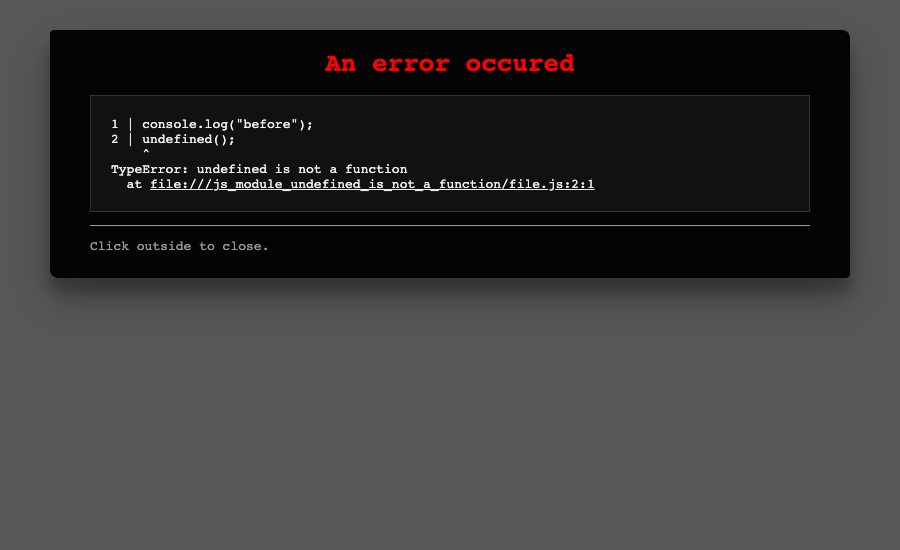 An error occured
1 | console.log("before");
2 | undefined();
^
TypeError: undefined is not a function
at file:///js_module_undefined_is_not_a_function/file.js:2:1
Click outside to close.